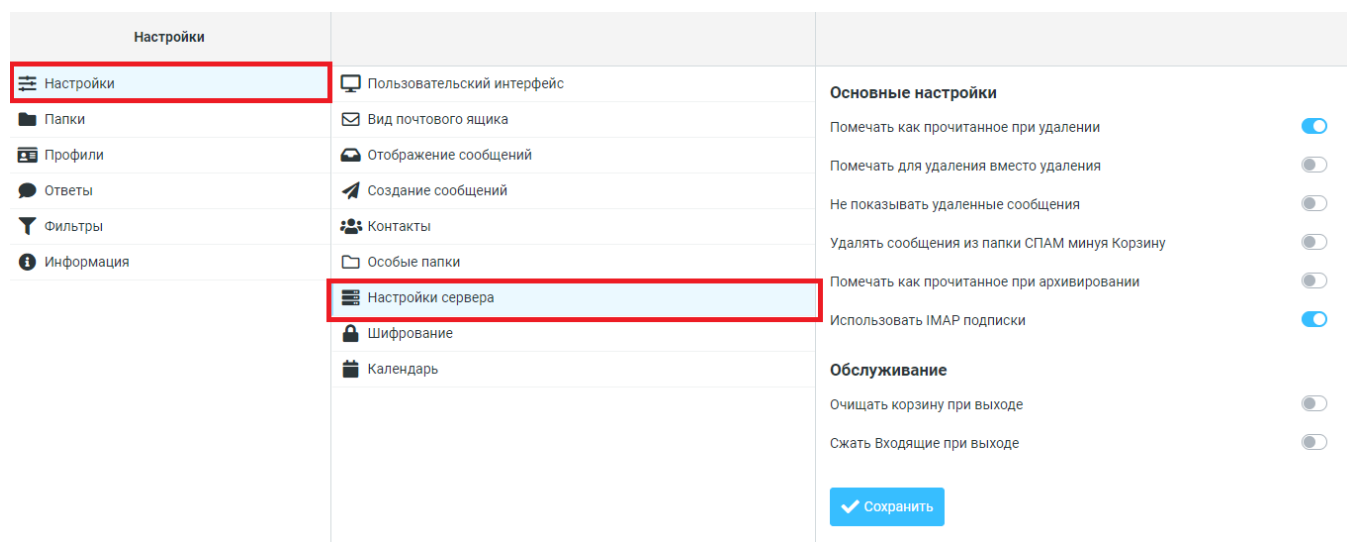 Настройки
Настройки
Папки
Профили
Ответы
Фильтры
Информация
Пользовательский интерфейс
Вид почтового ящика
Отображение сообщений
Создание сообщений
Контакты
Особые папки
Настройки сервера
Шифрование
Календарь
Основные настройки
Помечать как прочитанное при удалении
Помечать для удаления вместо удаления
Не показывать удаленные сообщения
Удалять сообщения из папки СПАМ минуя Корзину
Помечать как прочитанное при архивировании
Использовать IMAP подписки
Обслуживание
Очищать корзину при выходе
Сжать Входящие при выходе
Сохранить